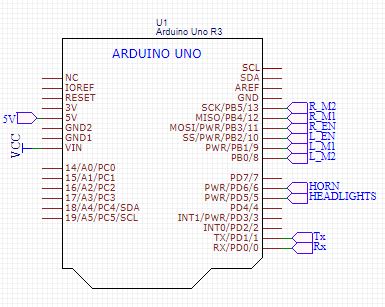 U1
Arduino Uno R3
ARDUINO UNO
NC
IOREF
RESET
3V
5V
GND2
GND1
VIN
14/A0/PC0
15/A1/PC1
16/A2/PC2
17/A3/PC3
18/A4/PC4/SDA
19/A5/PC5/SCL
5V
VCC
SCL
SDA
AREF
GND
SCK/PB5/13
MISO/PB4/12
MOSI/PWR/PB3/11
SS/PWR/PB2/10
PWR/PB1/9
PB0/8
PD7/7
PWR/PD6/6
PWR/PD5/5
PD4/4
INT1/PWR/PD3/3
INT0/PD2/2
TX/PD1/1
RX/PD0/0
R_M2
R_M1
R_EN
L_EN
L_M1
L_M2
HORN
HEADLIGHTS
Tx
Rx